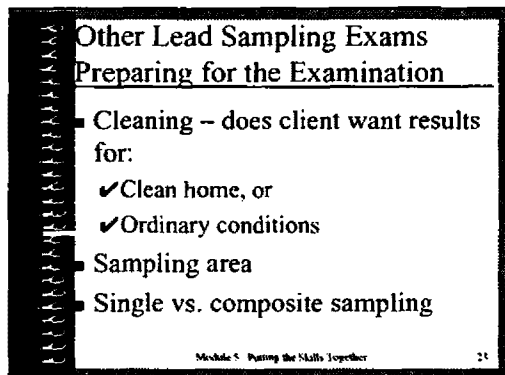 Other Lead Sampling Exams
Preparing for the Examination
Cleaning – does client want results
for:
✔Clean home, or
✔Ordinary conditions
Sampling area
Single vs. composite sampling
Module 5 Putting the Skills Together